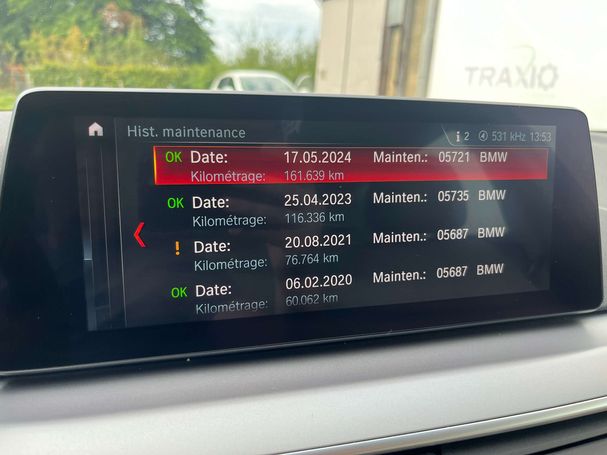 TRAXIO
Hist. maintenance
i 2 531 kHz 13:53
OK Date: 17.05.2024 Mainten.: 05721 BMW
Kilométrage: 161.639 km
OK Date: 25.04.2023 Mainten.: 05735 BMW
Kilométrage: 116.336 km
! Date: 20.08.2021 Mainten.: 05687 BMW
Kilométrage: 76.764 km
OK Date: 06.02.2020 Mainten.: 05687 BMW
Kilométrage: 60.062 km